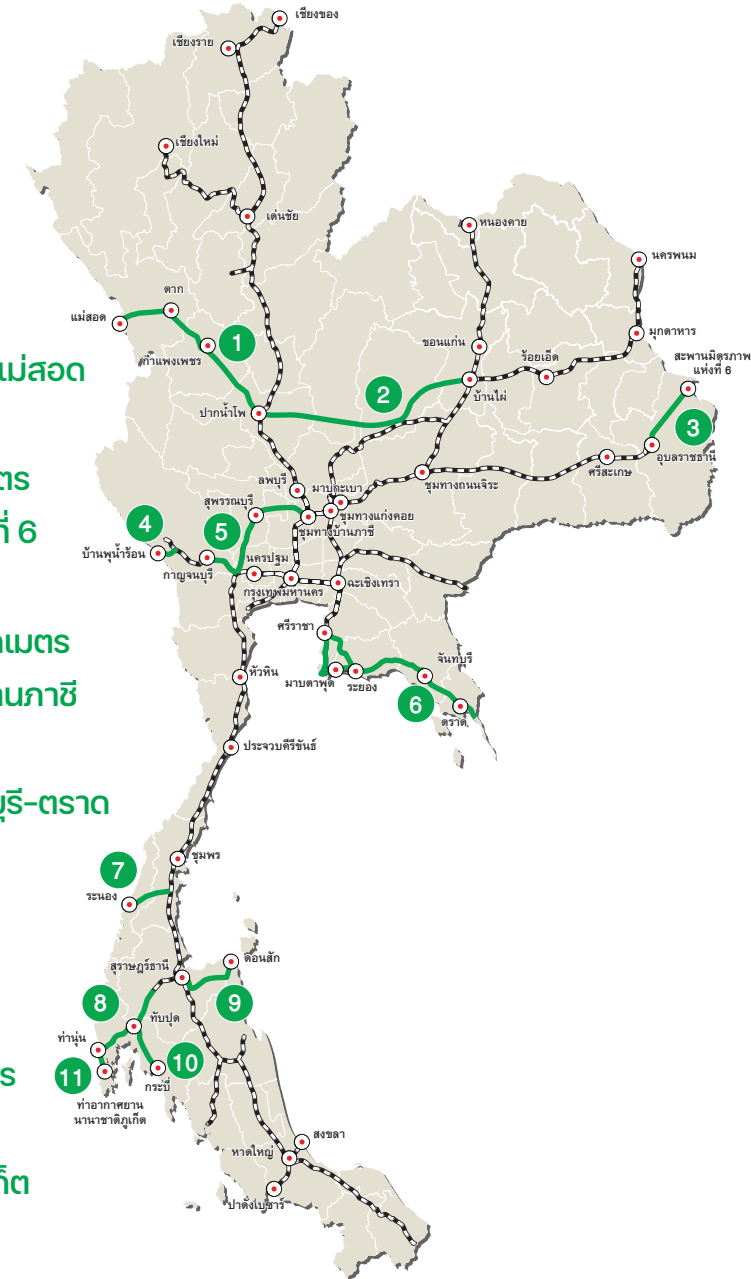 เชียงของ
เชียงราย
เชียงใหม่
เด่นชัย
หนองคาย
นครพนม
ตาก
แม่สอด
1
กำแพงเพชร
ขอนแก่น
ร้อยเอ็ด
มุกดาหาร
สะพานมิตรภาพ
แห่งที่ 6
แม่สอด
2
บ้านไผ่
ปากน้ำโพ
3
อุบลราชธานี
ศรีสะเกษ
ลพบุรี
มาบกะเบา
ชุมทางถนนจิระ
สุพรรณบุรี
ชุมทางแก่งคอย
ชุมทางบ้านภาชี
ตร
ที่ 6
4
5
บ้านพุน้ำร้อน
กาญจนบุรี
นครปฐม
กรุงเทพมหานคร
ฉะเชิงเทรา
ศรีราชา
เมตร
จันทบุรี
หัวหิน
มาบตาพุด
ระยอง
6
ตราด
านภาชี
ประจวบคีรีขันธ์
บุรี-ตราด
ชุมพร
7
ระนอง
สุราษฎร์ธานี
ดอนสัก
8
9
ทับปุด
ท่านุ่น
10
11
กระบี่
ร
ท่าอากาศยาน
นานาชาติภูเก็ต
สงขลา
หาดใหญ่
ก็ต
ปาดังเบซาร์